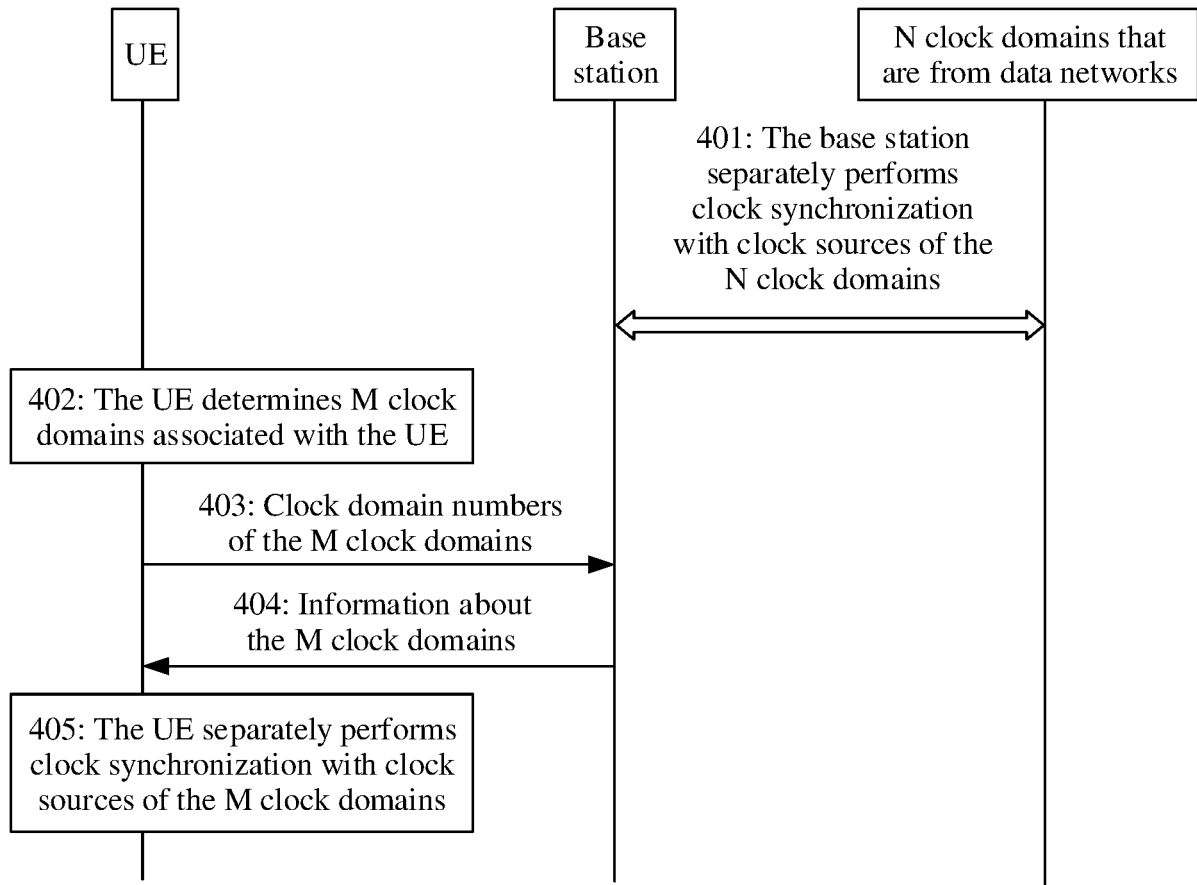 UE
Base
station
N clock domains that
are from data networks
401: The base station
separately performs
clock synchronization
with clock sources of the
N clock domains
402: The UE determines M clock
domains associated with the UE
403: Clock domain numbers
of the M clock domains
404: Information about
the M clock domains
405: The UE separately performs
clock synchronization with clock
sources of the M clock domains